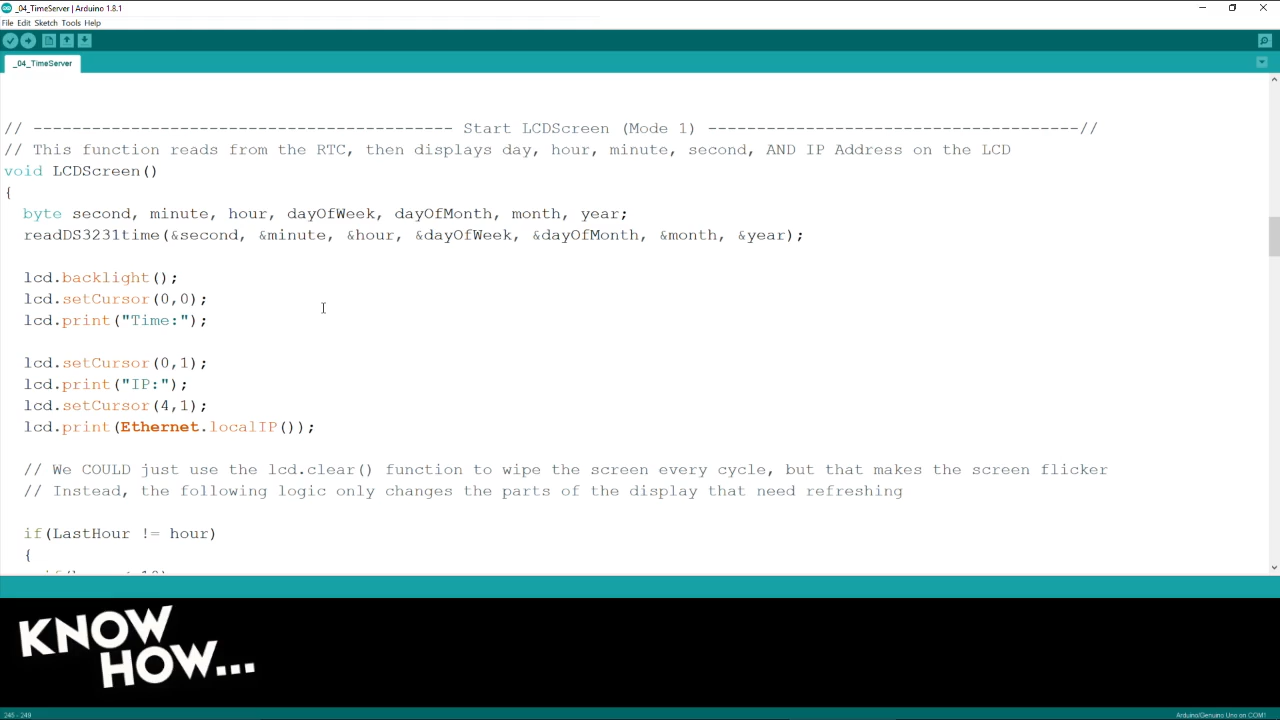 _04_TimeServer | Arduino 1.8.1
File Edit Sketch Tools Help
_04_TimeServer
// ------------------------------------------- Start LCDScreen (Mode 1) --------------------------------------//
// This function reads from the RTC, then displays day, hour, minute, second, AND IP Address on the LCD
void LCDScreen()
{
byte second, minute, hour, dayOfWeek, dayOfMonth, month, year;
readDS3231time(&second, &minute, &hour, &dayOfWeek, &dayOfMonth, &month, &year);
lcd.backlight();
lcd.setCursor(0,0);
lcd.print("Time:");
lcd.setCursor(0,1);
lcd.print("IP:");
lcd.setCursor(4,1);
lcd.print(Ethernet.localIP());
// We COULD just use the lcd.clear() function to wipe the screen every cycle, but that makes the screen flicker
// Instead, the following logic only changes the parts of the display that need refreshing
if(LastHour != hour)
{
KNOW
HOW...
245 - 249
Arduino/Genuino Uno on COM1